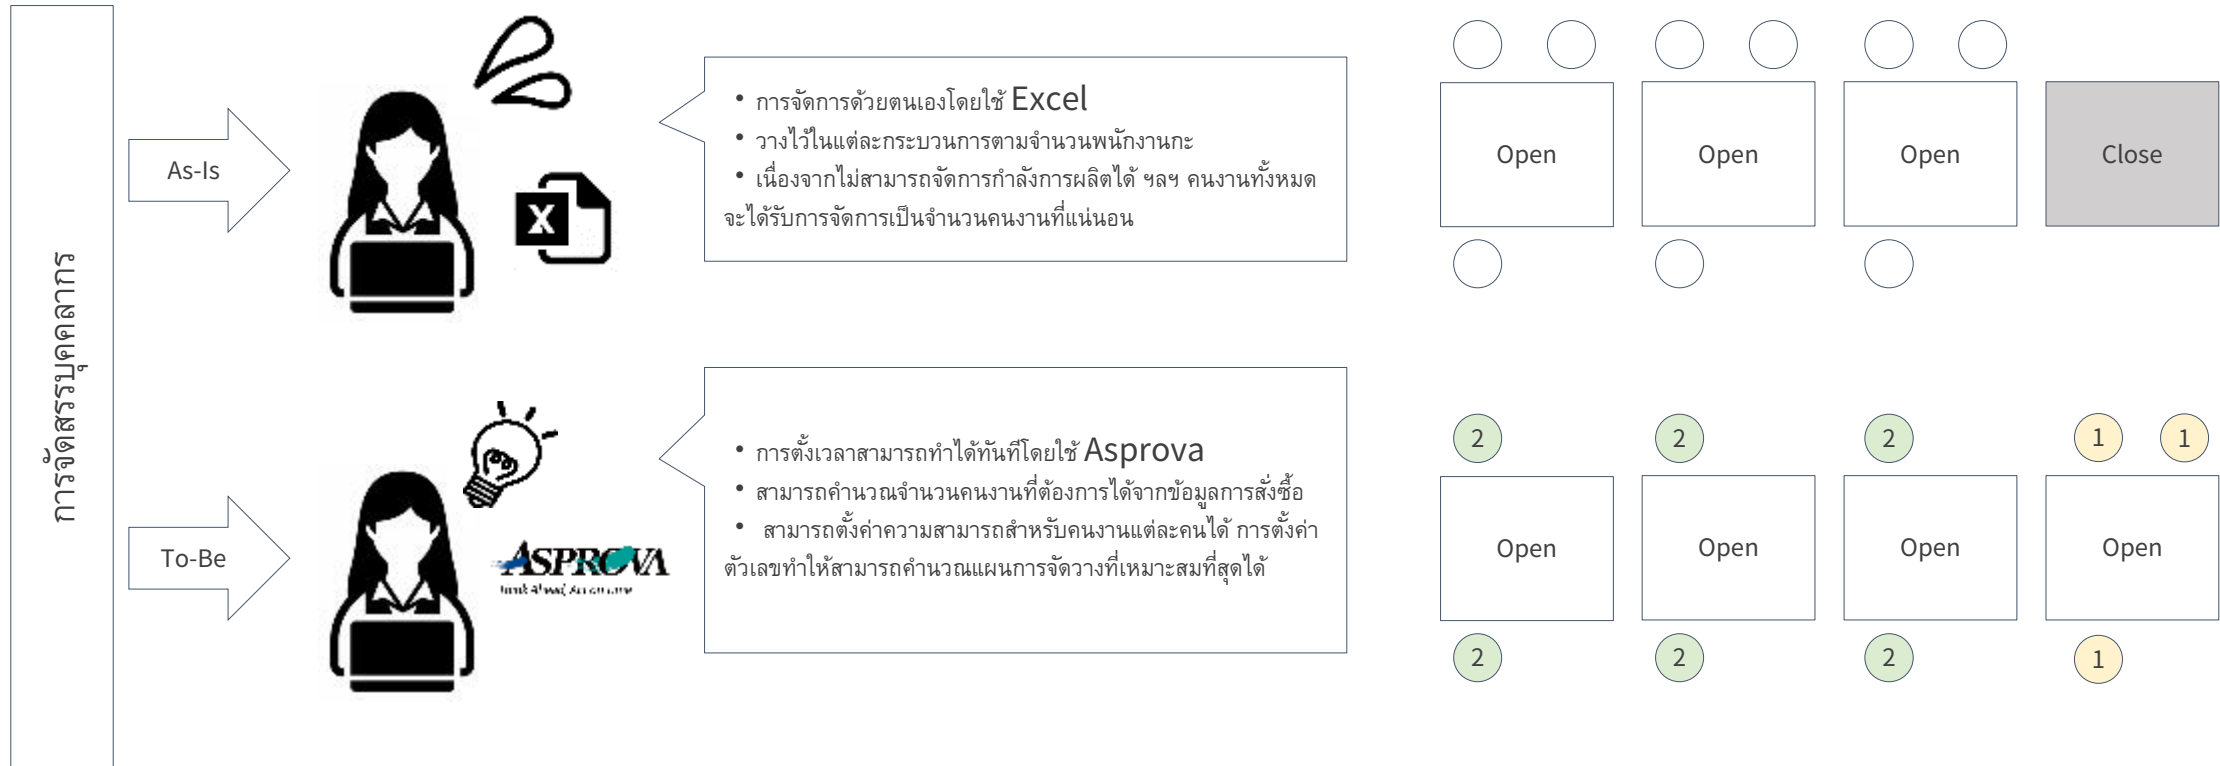 การจัดสรรบุคคลากร
As-Is
X
• การจัดการด้วยตนเองโดยใช้ Excel
• วางไว้ในแต่ละกระบวนการตามจำนวนพนักงานกะ
• เนื่องจากไม่สามารถจัดการกำลังการผลิตได้ ฯลฯ คนงานทั้งหมด
จะได้รับการจัดการเป็นจำนวนคนงานที่แน่นอน
Open
Open
Open
Close
To-Be
ASPROVA
• การตั้งเวลาสามารถทำได้ทันทีโดยใช้ Asprova
• สามารถคำนวณจำนวนคนงานที่ต้องการได้จากข้อมูลการสั่งซื้อ
• สามารถตั้งค่าความสามารถสำหรับคนงานแต่ละคนได้ การตั้งค่า
ตัวเลขทำให้สามารถคำนวณแผนการจัดวางที่เหมาะสมที่สุดได้
2
2
2
1
1
Open
Open
Open
Open
2
2
2
1